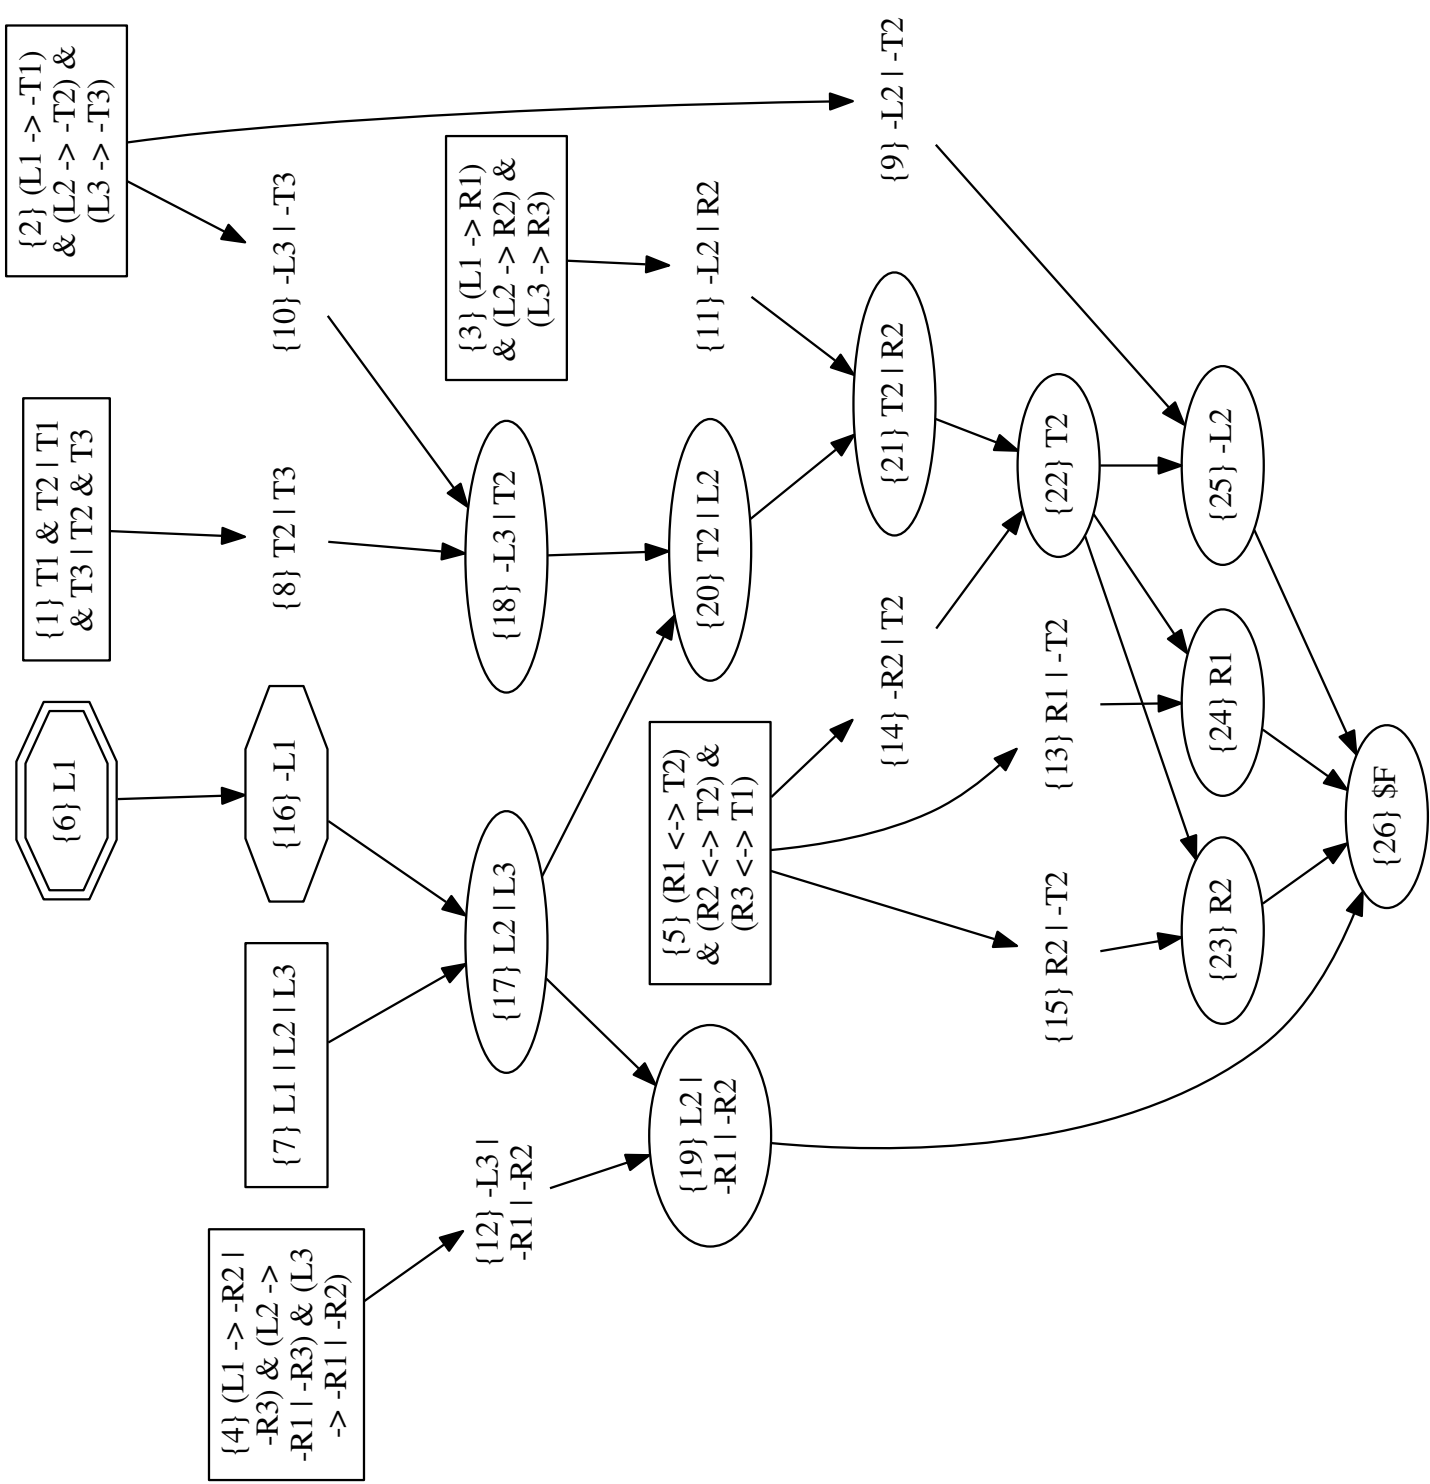 {1} T1 & T2 | T1
& T3 | T2 & T3
{2} (L1 -> -T1)
& (L2 -> -T2) &
(L3 -> -T3)
{3} (L1 -> R1)
& (L2 -> R2) &
(L3 -> R3)
{4} (L1 -> -R2 |
-R3) & (L2 ->
-R1 | -R3) & (L3
-> -R1 | -R2)
{5} (R1 <-> T2)
& (R2 <-> T2) &
(R3 <-> T1)
{6} L1
{7} L1 | L2 | L3
{8} T2 | T3
{9} -L2 | -T2
{10} -L3 | -T3
{11} -L2 | R2
{12} -L3 |
-R1 | -R2
{13} R1 | -T2
{14} -R2 | T2
{15} R2 | -T2
{16} -L1
{17} L2 | L3
{18} -L3 | T2
{19} L2 |
-R1 | -R2
{20} T2 | L2
{21} T2 | R2
{22} T2
{23} R2
{24} R1
{25} -L2
{26} $F